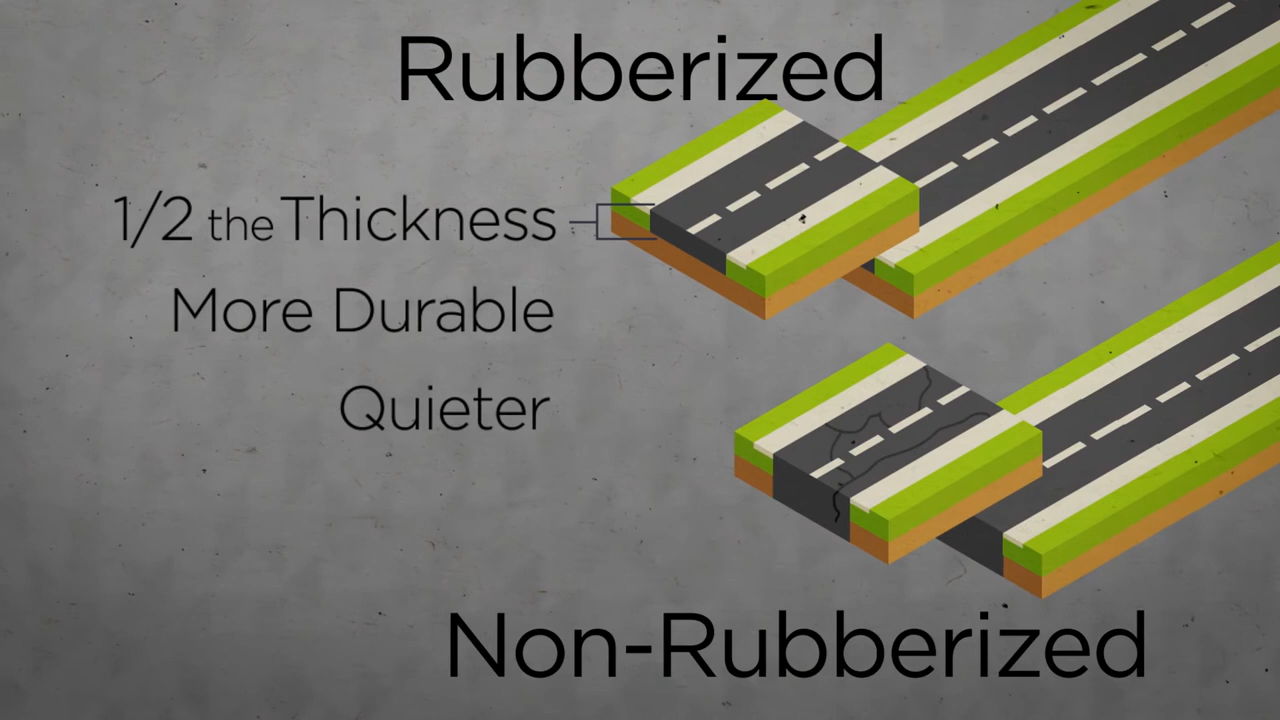 Rubberized
1/2 the Thickness
More Durable
Quieter
Non-Rubberized